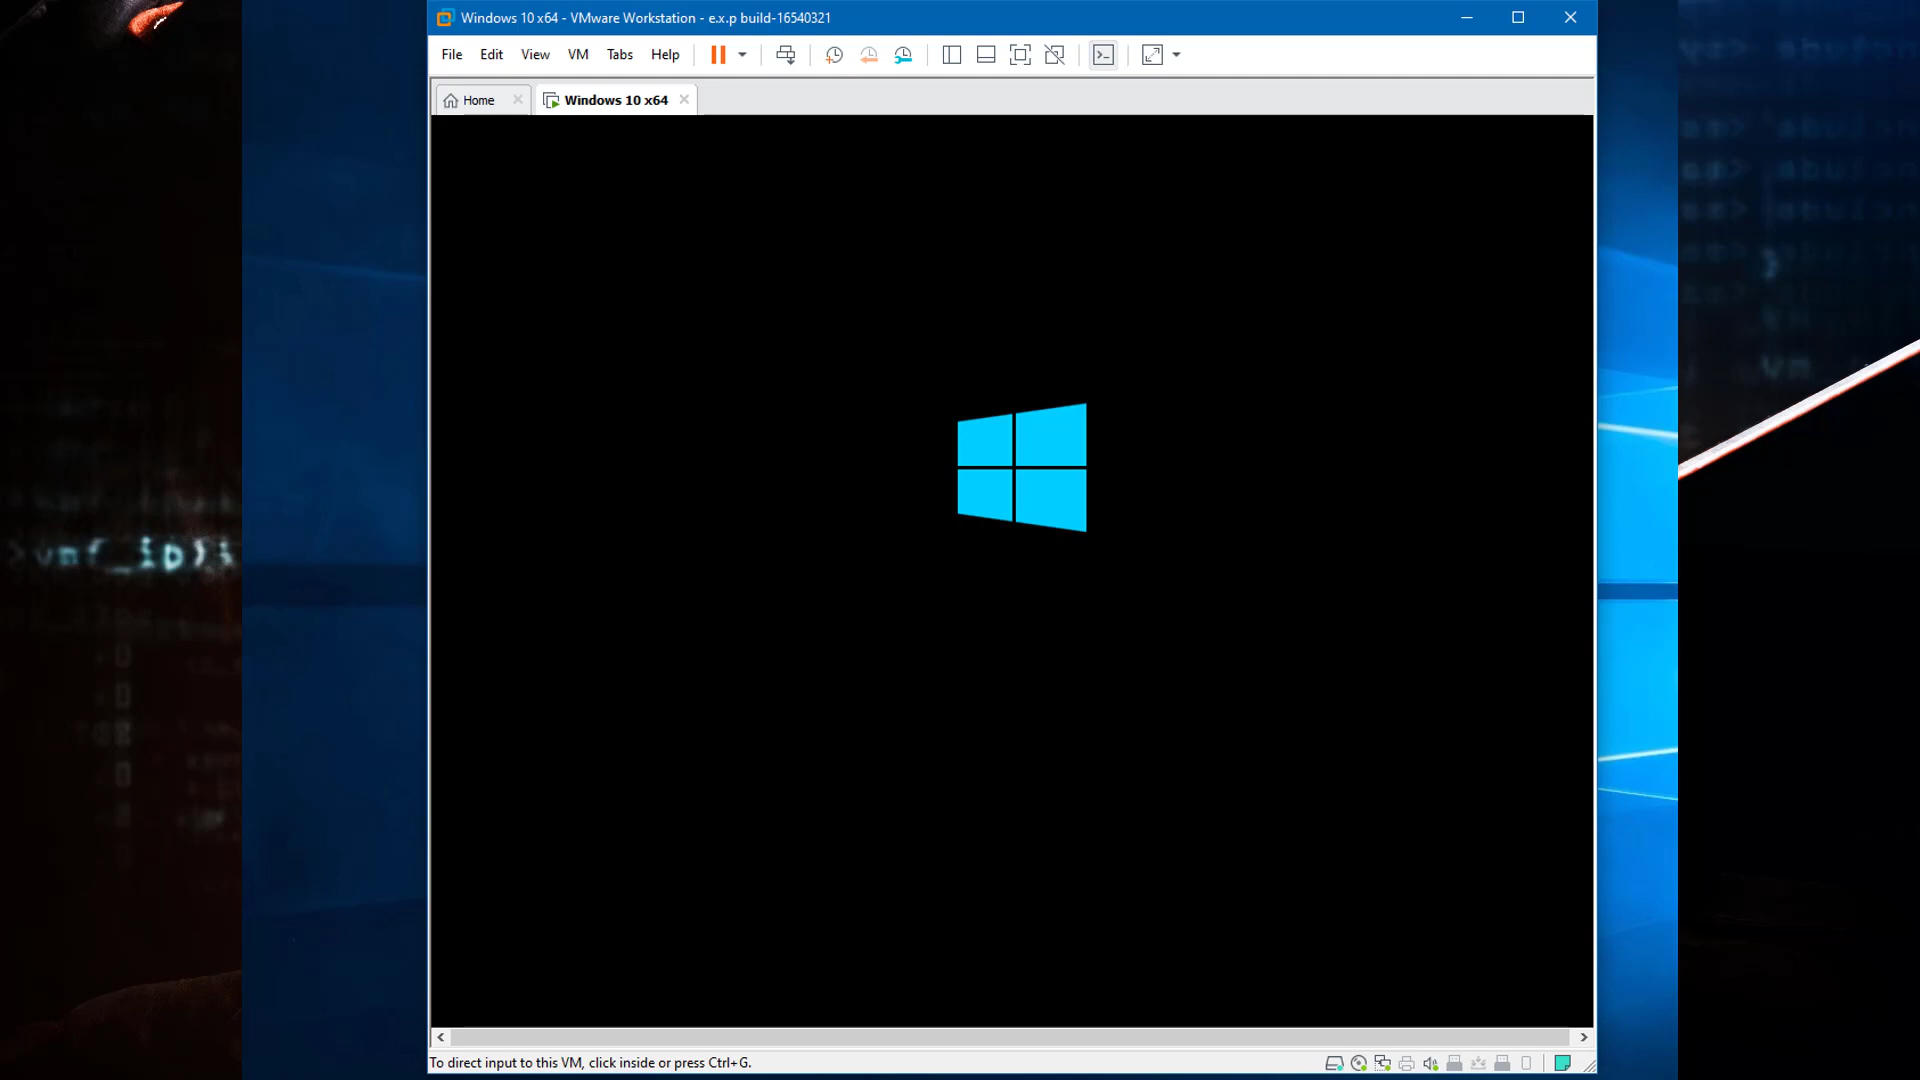 Windows 10 x64 - VMware Workstation - e.x.p build-16540321
File Edit View VM Tabs Help
Home
Windows 10 x64
To direct input to this VM, click inside or press Ctrl+G.